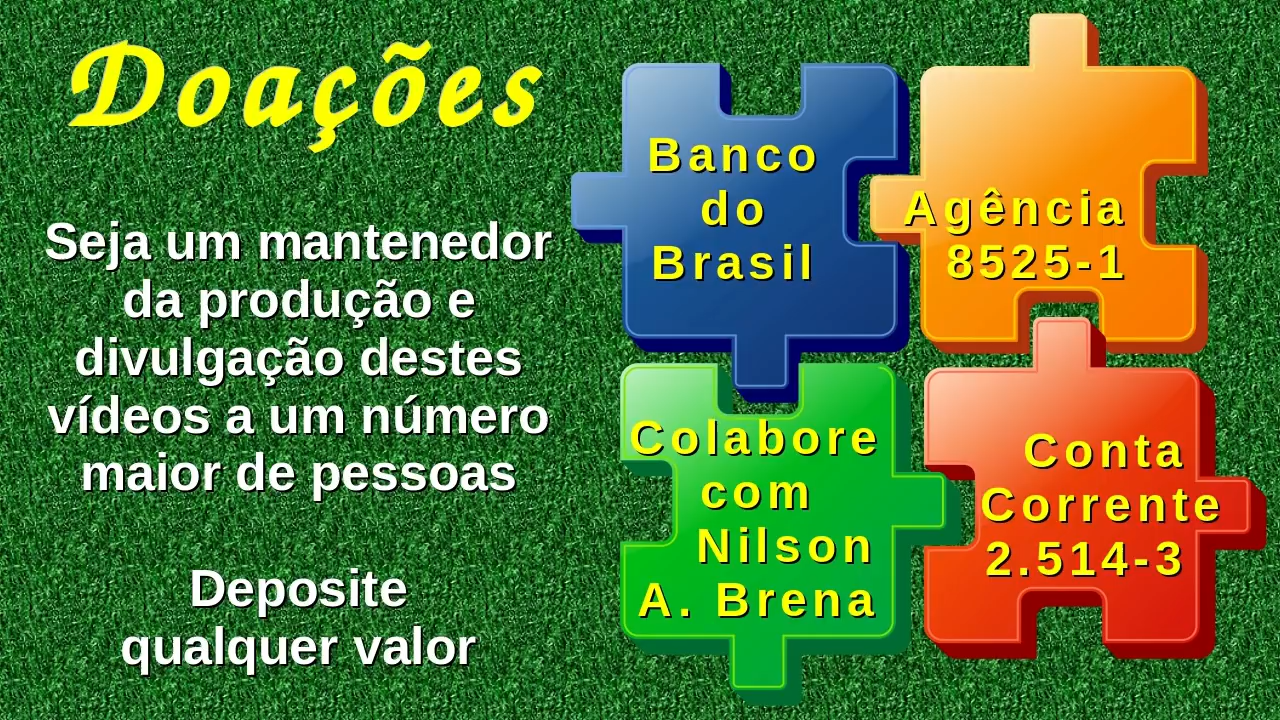 Doações
Seja um mantenedor
da produção e
divulgação destes
vídeos a um número
maior de pessoas
Deposite
qualquer valor
Banco
do
Brasil
Agência
8525-1
Colabore
com
Nilson
A. Brena
Conta
Corrente
2.514-3